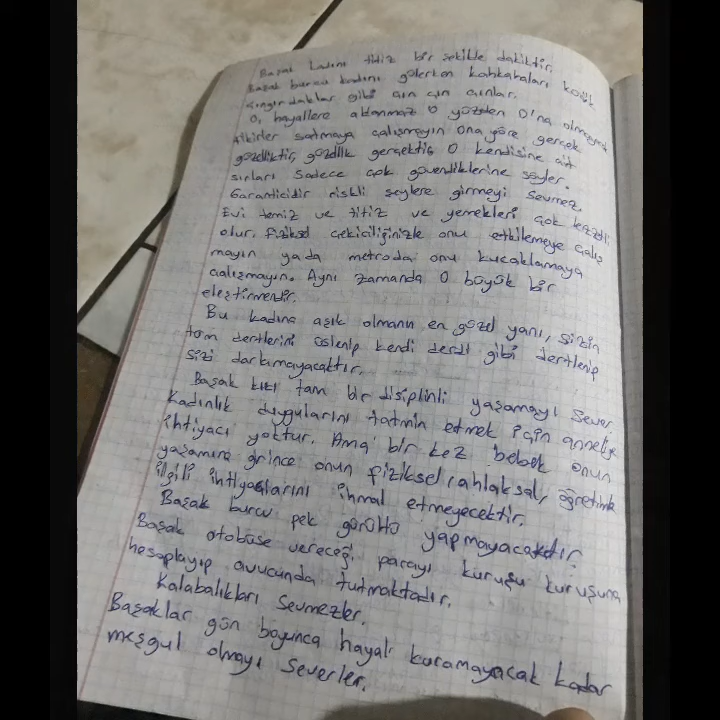 Başak kadını titiz bir şekilde dakiktir.
Başak burcu kadını gülerken kahkahaları küçük
çıngırdaklar gibi çın çın çınlar.
O, hayallere aldanmaz o yüzden O'na olmayacak
fikirler satmaya çalışmayın ona göre gerçek
güzelliktir, güzellik gerçektir, O kendisine ait
sırları sadece çok güvendiklerine söyler.
Garanticidir riskli şeylere girmeyi sevmez.
Evi temiz ve titiz ve yemekleri çok lezzetli
olur. Fiziksel çekiciliğinizle onu etkilemeye çalış
mayın yada metroda onu kucaklamaya
çalışmayın. Aynı zamanda O büyük bir
eleştirmendir.
Bu kadına aşık olmanın en güzel yanı, sizin
tüm dertlerini üslenip kendi derdi gibi dertlenip
sizi darlamayacaktır.
Başak kızı tam bir disiplinli yaşamayı sever.
Kadınlık duygularını tatmin etmek için anneliğe
ihtiyacı yoktur. Ama bir kez bebek onun
yaşamına girince onun fiziksel, ahlaksal, öğretimle
ilgili ihtiyaçlarını ihmal etmeyecektir.
Başak burcu pek gürültü yapmayacaktır.
Başak otobüse vereceği parayı kuruşu kuruşuna
hesaplayıp avucunda tutmaktadır.
Kalabalıkları sevmezler.
Başaklar gün boyunca hayal kuramayacak kadar
meşgul olmayı severler.